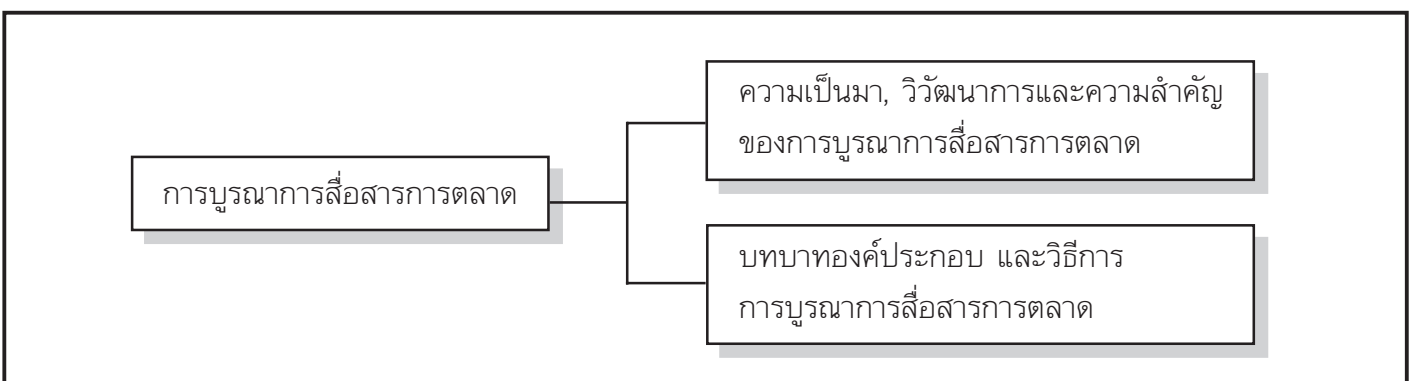 การบูรณาการสื่อสารการตลาด
ความเป็นมา, วิวัฒนาการและความสำคัญ
ของการบูรณาการสื่อสารการตลาด
บทบาทองค์ประกอบ และวิธีการ
การบูรณาการสื่อสารการตลาด